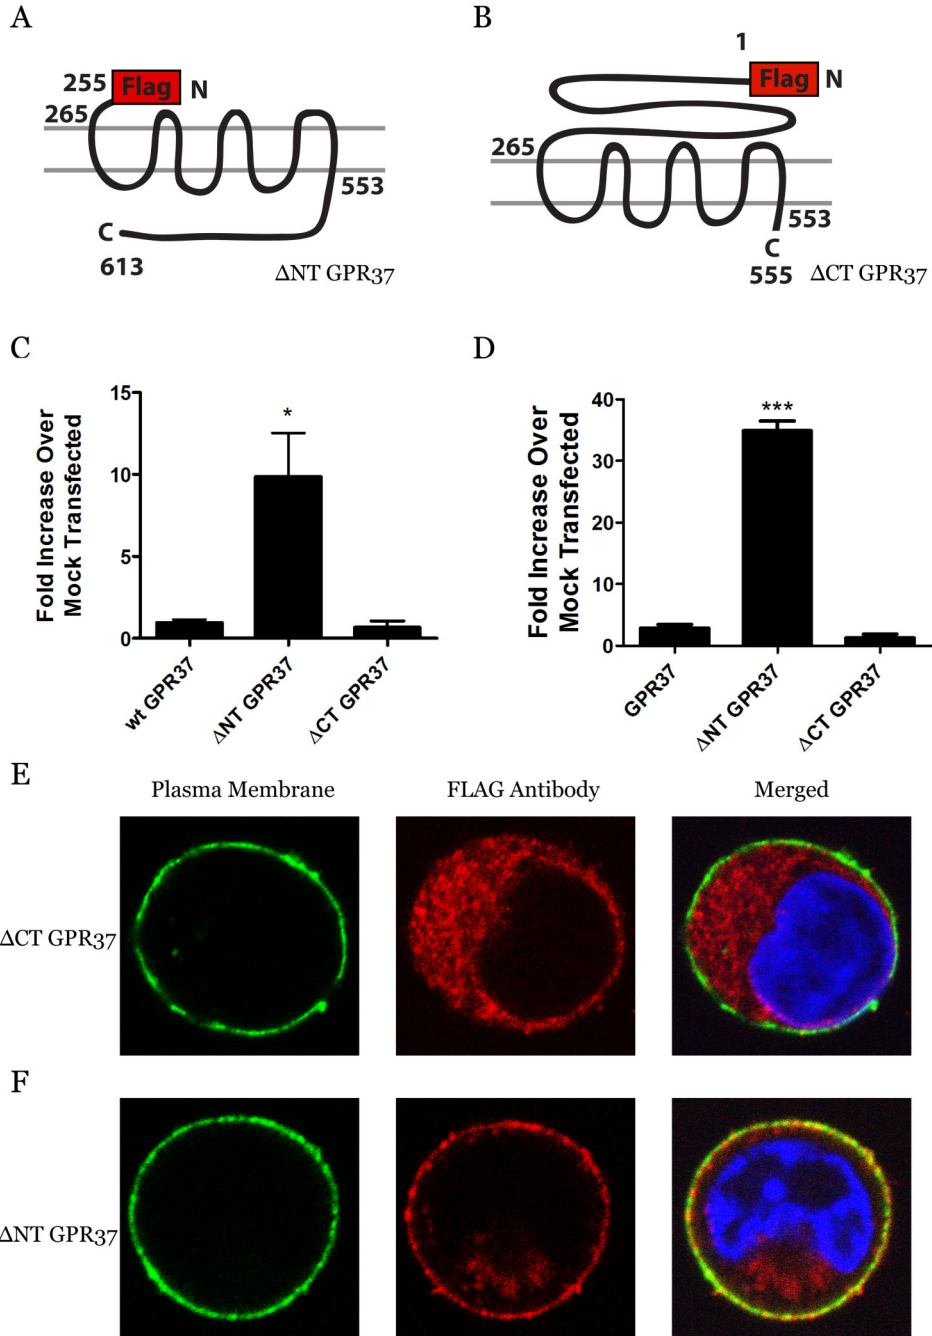 A
255 Flag N
265
553
C
613
ΔNT GPR37
B
1
Flag N
265
553
C
555
ΔCT GPR37
C
Fold Increase Over
Mock Transfected
15
10
5
0
*
wt GPR37
ΔNT GPR37
ΔCT GPR37
D
Fold Increase Over
Mock Transfected
40
30
20
10
0
***
GPR37
ΔNT GPR37
ΔCT GPR37
E
Plasma Membrane
FLAG Antibody
Merged
ΔCT GPR37
F
ΔNT GPR37